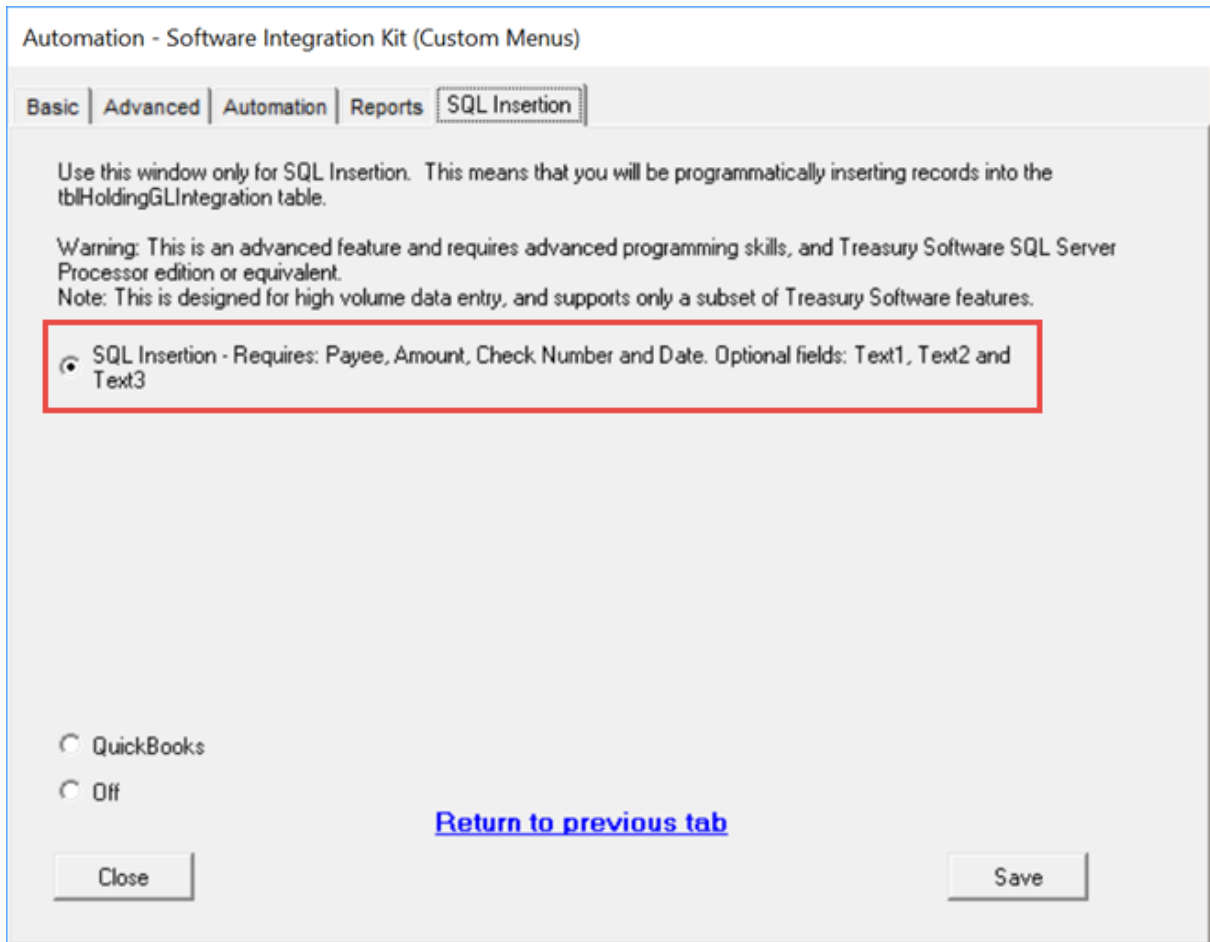 Automation - Software Integration Kit (Custom Menus)
Basic
Advanced
Automation
Reports
SQL Insertion
Use this window only for SQL Insertion.  This means that you will be programmatically inserting records into the
tblHoldingGLIntegration table.
Warning: This is an advanced feature and requires advanced programming skills, and Treasury Software SQL Server
Processor edition or equivalent.
Note: This is designed for high volume data entry, and supports only a subset of Treasury Software features.
SQL Insertion - Requires: Payee, Amount, Check Number and Date. Optional fields: Text1, Text2 and
Text3
QuickBooks
Off
Return to previous tab
Close
Save